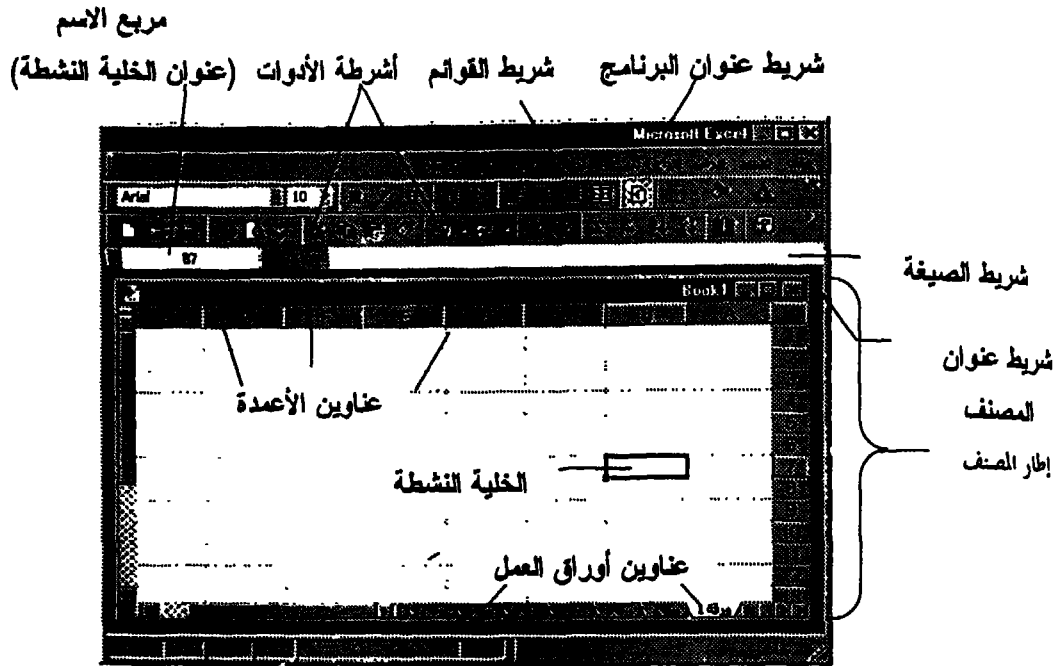 مربع الاسم
شريط عنوان البرنامج
شريط القوائم
أشرطة الأدوات
(عنوان الخلية النشطة)
Microsoft Excel
Arial
10
B7
شريط الصيغة
Book1
شريط عنوان
المصنف
إطار المصنف
عناوين الأعمدة
الخلية النشطة
عناوين أوراق العمل